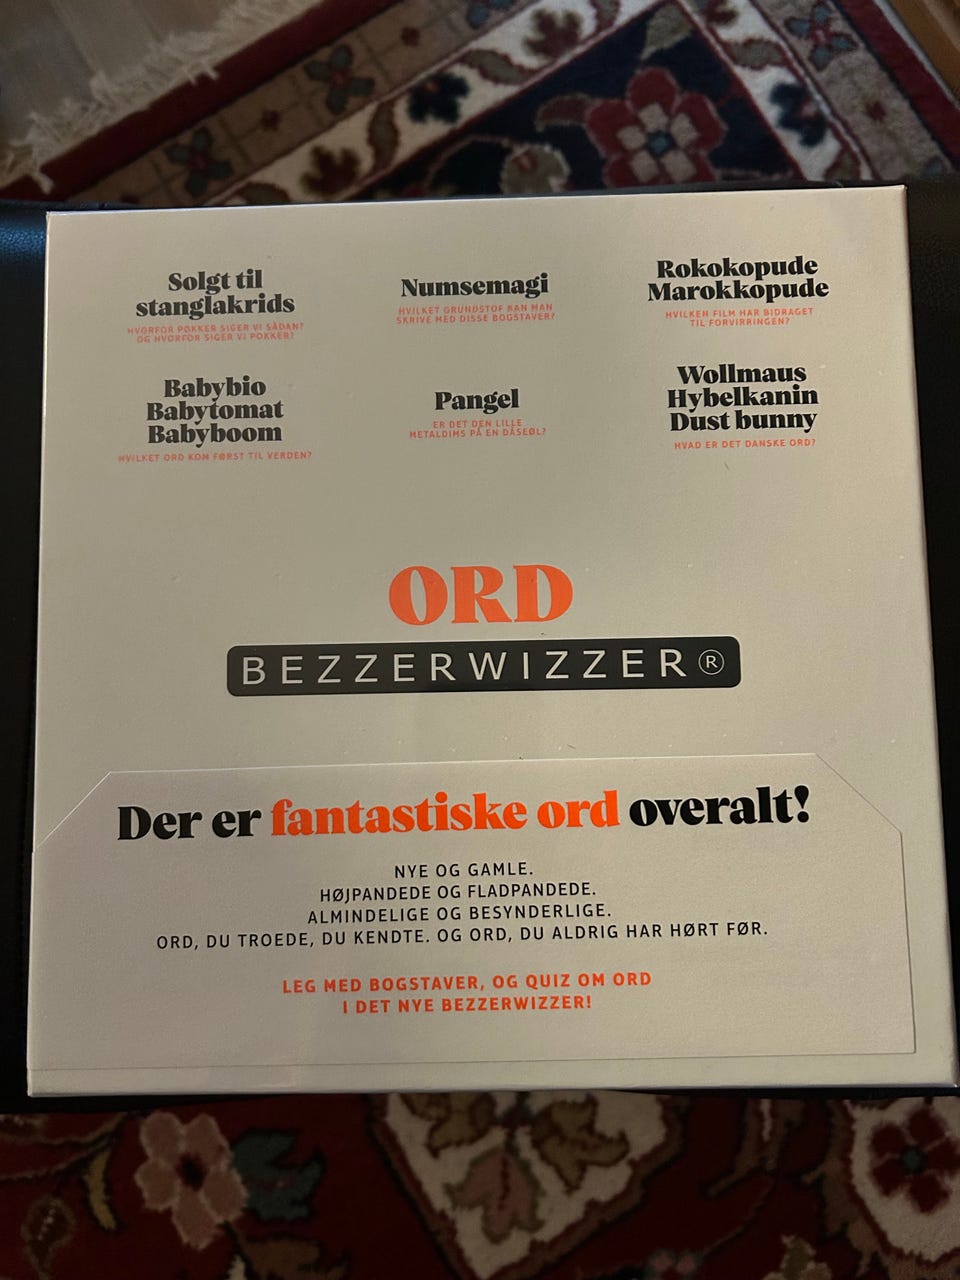 Solgt til
stanglakrids
HVORFOR POKKER SIGER VI SÅDAN?
OG HVORFOR SIGER VI POKKER?
Numsemagi
HVILKET GRUNDSTOF KAN MAN
SKRIVE MED DISSE BOGSTAVER?
Rokokopude
Marokkopude
HVILKEN FILM HAR BIDRAGET
TIL FORVIRRINGEN?
Babybio
Babytomat
Babyboom
HVILKET ORD KOM FØRST TIL VERDEN?
Pangel
ER DET DEN LILLE
METALDIMS PÅ EN DÅSEØL?
Wollmaus
Hybelkanin
Dust bunny
HVAD ER DET DANSKE ORD?
ORD
BEZZERWIZZER®
Der er fantastiske ord overalt!
NYE OG GAMLE.
HØJPANDEDE OG FLADPANDEDE.
ALMINDELIGE OG BESYNDERLIGE.
ORD, DU TROEDE, DU KENDTE. OG ORD, DU ALDRIG HAR HØRT FØR.
LEG MED BOGSTAVER, OG QUIZ OM ORD
I DET NYE BEZZERWIZZER!